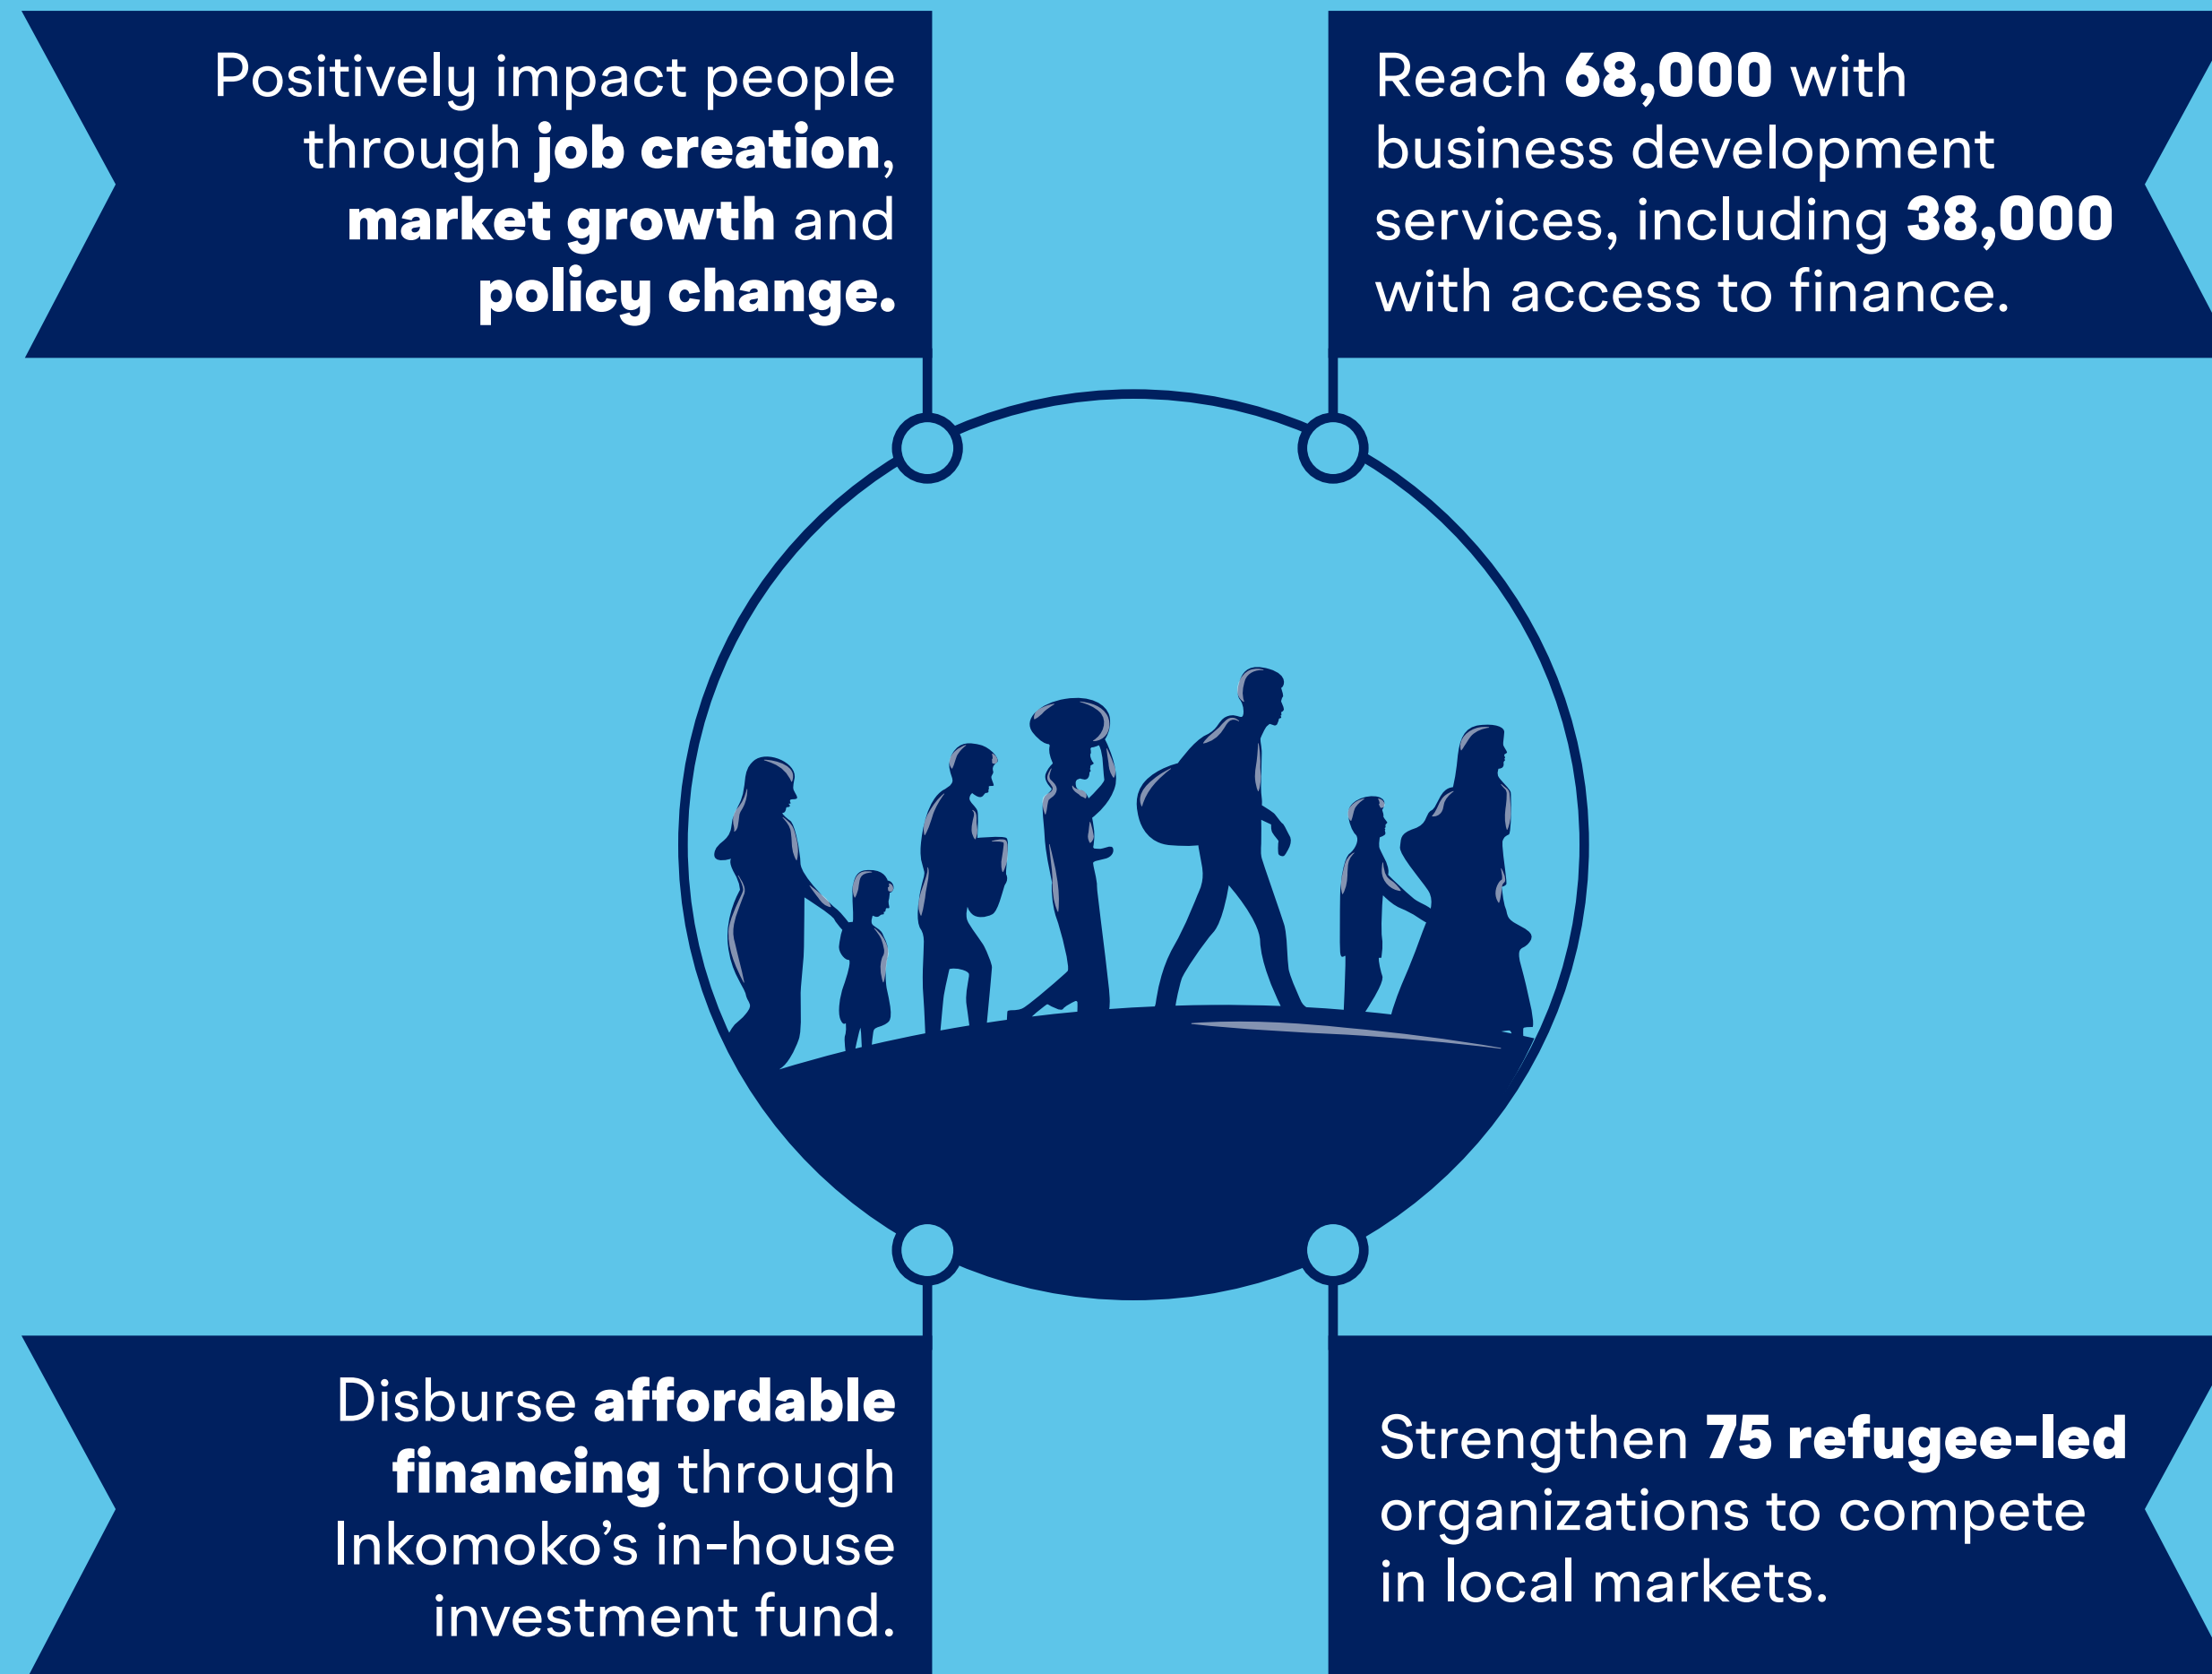 Positively impact people
through job creation,
market growth and
policy change.
Reach 68,000 with
business development
services, including 38,000
with access to finance.
Disburse affordable
financing through
Inkomoko’s in-house
investment fund.
Strengthen 75 refugee-led
organizations to compete
in local markets.